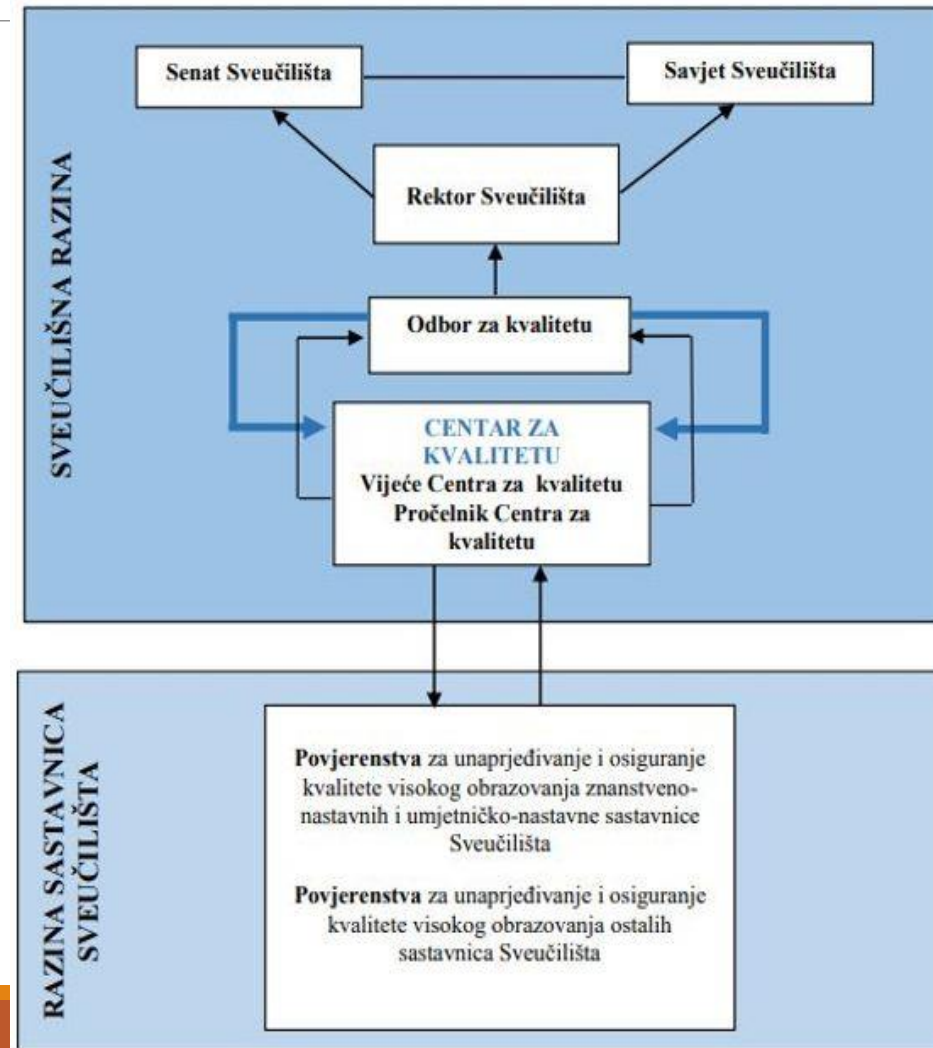 SVEUČILIŠNA RAZINA
Senat Sveučilišta
Savjet Sveučilišta
Rektor Sveučilišta
Odbor za kvalitetu
CENTAR ZA
KVALITETU
Vijeće Centra za kvalitetu
Pročelnik Centra za
kvalitetu
RAZINA SASTAVNICA
SVEUČILIŠTA
Povjerenstva za unaprjeđivanje i osiguranje
kvalitete visokog obrazovanja znanstveno-
nastavnih i umjetničko-nastavne sastavnice
Sveučilišta
Povjerenstva za unaprjeđivanje i osiguranje
kvalitete visokog obrazovanja ostalih
sastavnica Sveučilišta